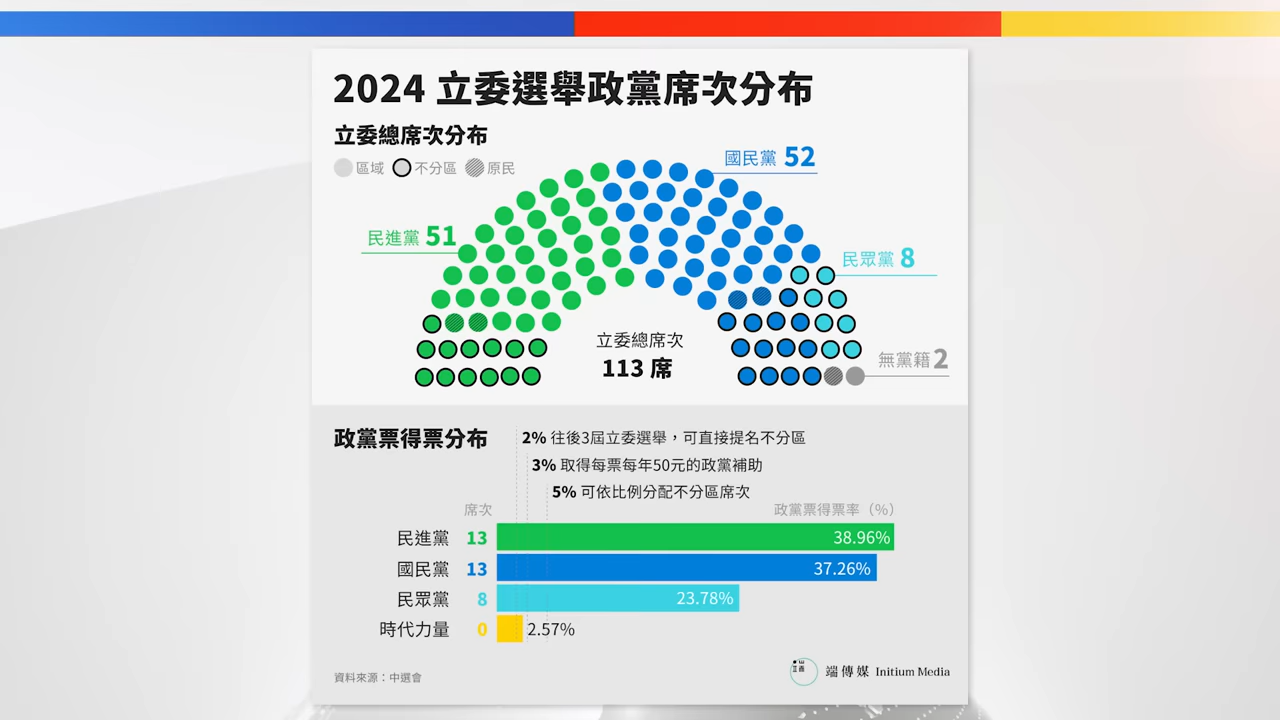 2024 立委選舉政黨席次分布
立委總席次分布
區域 不分區 原民
國民黨 52
民進黨 51
民眾黨 8
無黨籍 2
立委總席次
113 席
政黨票得票分布
2% 往後3屆立委選舉，可直接提名不分區
3% 取得每票每年50元的政黨補助
5% 可依比例分配不分區席次
席次 政黨票得票率（%）
民進黨 13 38.96%
國民黨 13 37.26%
民眾黨 8 23.78%
時代力量 0 2.57%
資料來源：中選會
端傳媒 Initium Media